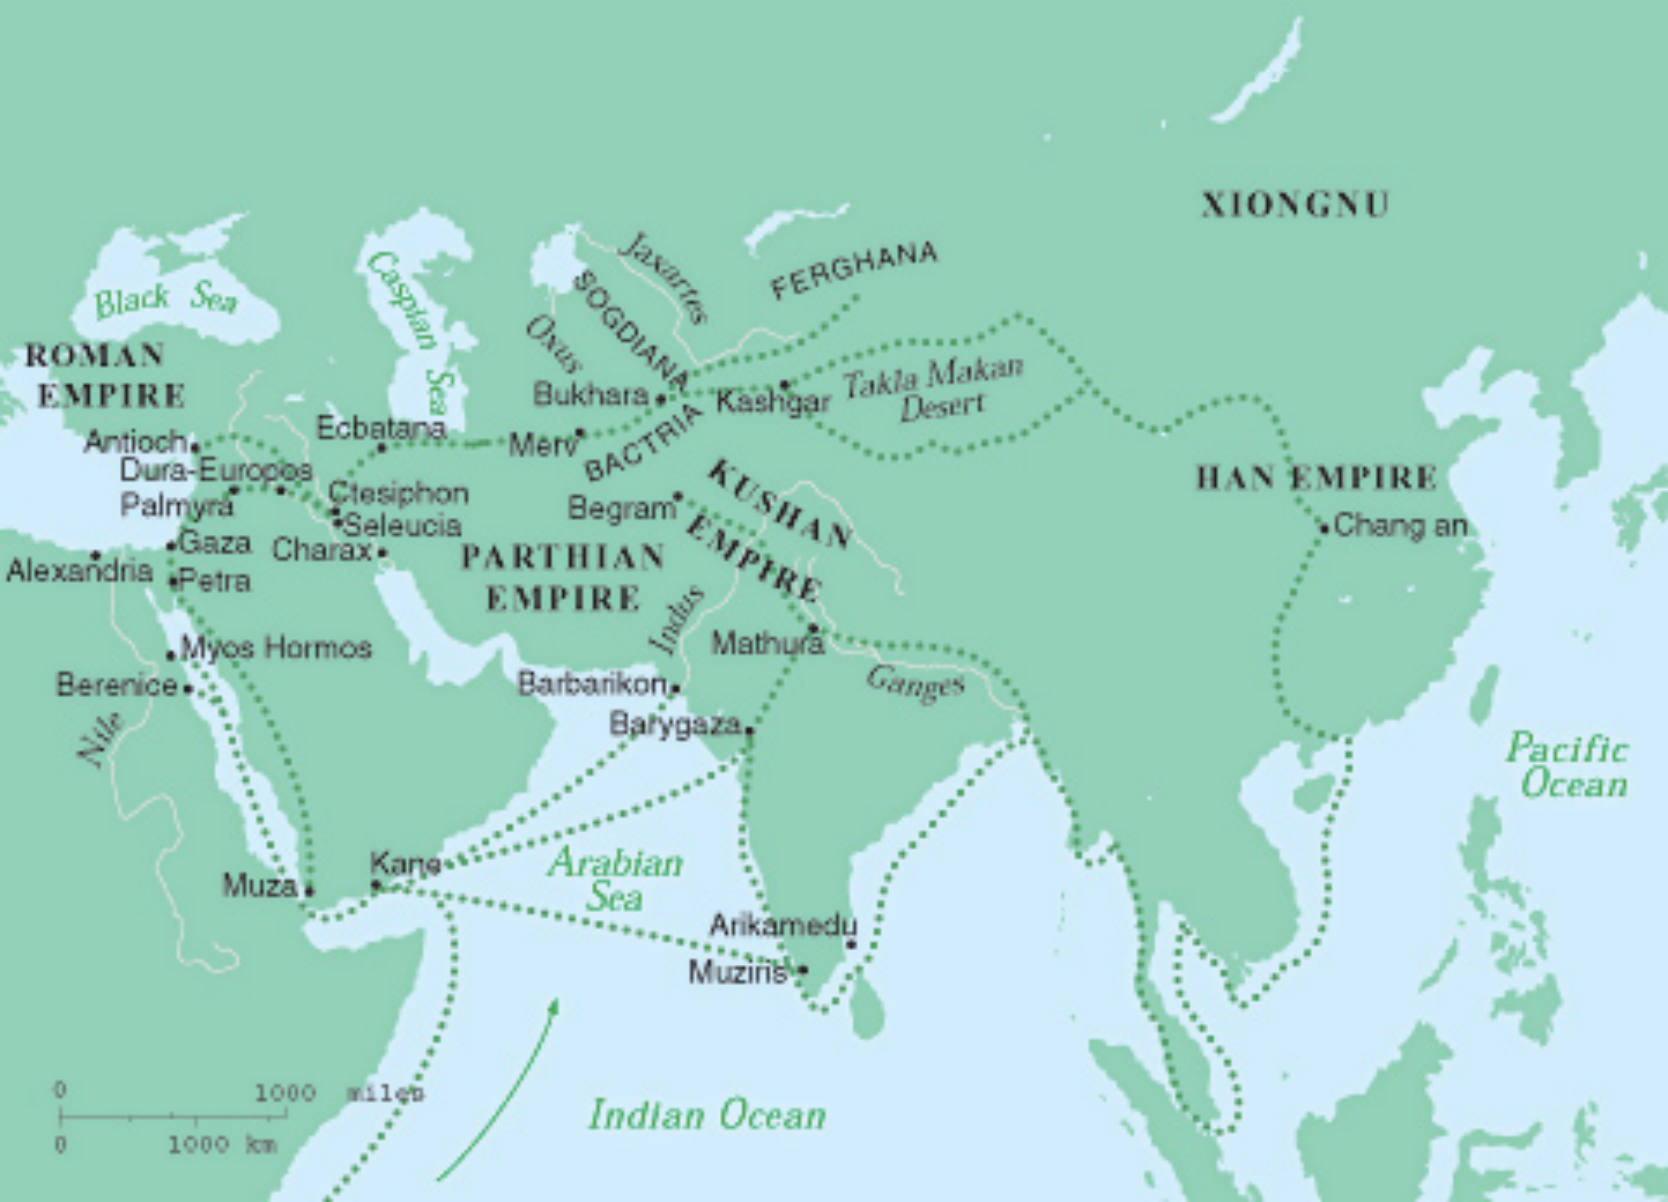 XIONGNU
Jaxartes
FERGHANA
Black Sea
Caspian Sea
SOGDIANA
Oxus
ROMAN
EMPIRE
Takla Makan
Desert
Bukhara
Kashgar
Antioch
Ecbatana
Merv
BACTRIA
Dura-Europos
Palmyra
Ctesiphon
Seleucia
KUSHAN
EMPIRE
HAN EMPIRE
Begram
Chang an
Gaza
Charax
PARTHIAN
EMPIRE
Alexandria
Petra
Indus
Myos Hormos
Mathura
Berenice
Barbarikon
Ganges
Nile
Barygaza
Pacific
Ocean
Kane
Arabian
Sea
Muza
Arikamedu
Muziris
0 1000 miles
0 1000 km
Indian Ocean